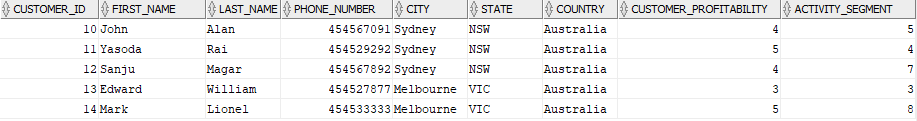 CUSTOMER_ID FIRST_NAME LAST_NAME PHONE_NUMBER CITY STATE COUNTRY CUSTOMER_PROFITABILITY ACTIVITY_SEGMENT
10 John Alan 454567091 Sydney NSW Australia 4 5
11 Yasoda Rai 454529292 Sydney NSW Australia 5 4
12 Sanju Magar 454567892 Sydney NSW Australia 4 7
13 Edward William 454527877 Melbourne VIC Australia 3 3
14 Mark Lionel 454533333 Melbourne VIC Australia 5 8